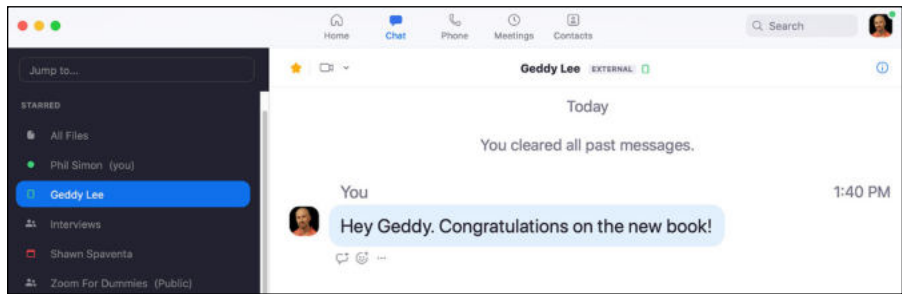 Home Chat Phone Meetings Contacts
Search
Jump to...
Geddy Lee EXTERNAL
STARRED
Today
All Files
You cleared all past messages.
Phil Simon (you)
Geddy Lee
You 1:40 PM
Interviews
Hey Geddy. Congratulations on the new book!
Shawn Spaventa
Zoom For Dummies (Public)